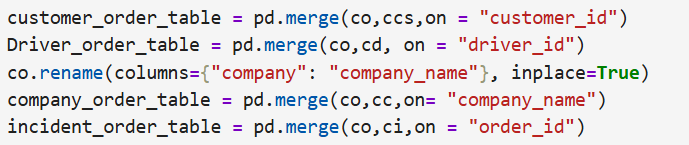 customer_order_table = pd.merge(co,ccs,on = "customer_id")
Driver_order_table = pd.merge(co,cd, on = "driver_id")
co.rename(columns={"company": "company_name"}, inplace=True)
company_order_table = pd.merge(co,cc,on= "company_name")
incident_order_table = pd.merge(co,ci,on = "order_id")